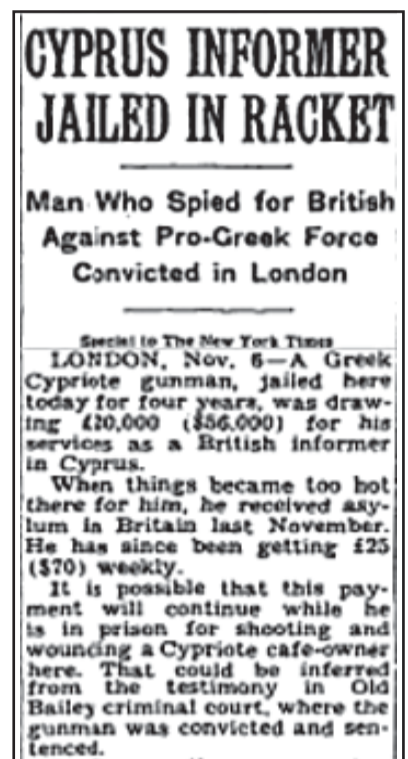 CYPRUS INFORMER
JAILED IN RACKET
Man Who Spied for British
Against Pro-Greek Force
Convicted in London
Special to The New York Times
LONDON, Nov. 6—A Greek
Cypriote gunman, jailed here
today for four years, was draw-
ing £20,000 ($56,000) for his
services as a British informer
in Cyprus.
When things became too hot
there for him, he received asy-
lum in Britain last November.
He has since been getting £25
($70) weekly.
It is possible that this pay-
ment will continue while he
is in prison for shooting and
wounding a Cypriote cafe-owner
here. That could be inferred
from the testimony in Old
Bailey criminal court, where the
gunman was convicted and sen-
tenced.